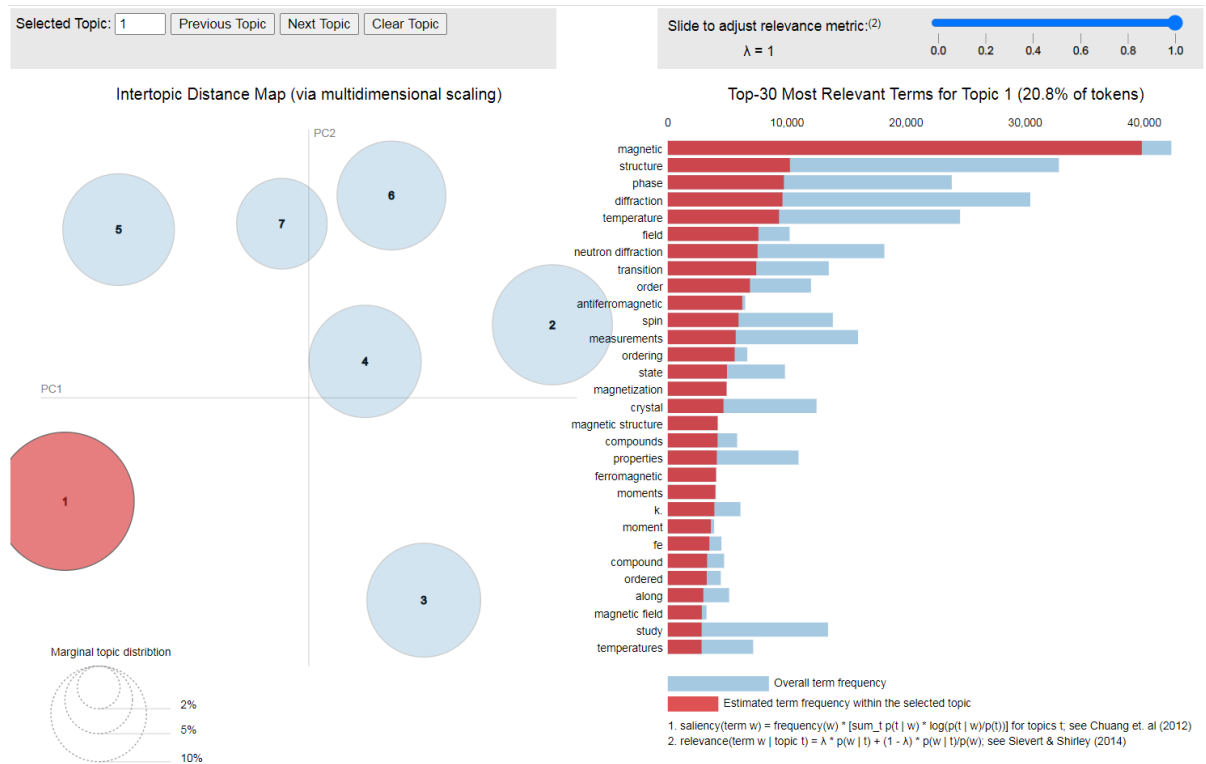 Selected Topic: 1 Previous Topic Next Topic Clear Topic
Slide to adjust relevance metric:(2)
λ = 1
0.0 0.2 0.4 0.6 0.8 1.0
Intertopic Distance Map (via multidimensional scaling)
PC2
PC1
5
7
6
2
4
1
3
Marginal topic distribtion
2%
5%
10%
Top-30 Most Relevant Terms for Topic 1 (20.8% of tokens)
0 10,000 20,000 30,000 40,000
magnetic
structure
phase
diffraction
temperature
field
neutron diffraction
transition
order
antiferromagnetic
spin
measurements
ordering
state
magnetization
crystal
magnetic structure
compounds
properties
ferromagnetic
moments
k.
moment
fe
compound
ordered
along
magnetic field
study
temperatures
Overall term frequency
Estimated term frequency within the selected topic
1. saliency(term w) = frequency(w) * [sum_t p(t | w) * log(p(t | w)/p(t))] for topics t; see Chuang et. al (2012)
2. relevance(term w | topic t) = λ * p(w | t) + (1 - λ) * p(w | t)/p(w); see Sievert & Shirley (2014)